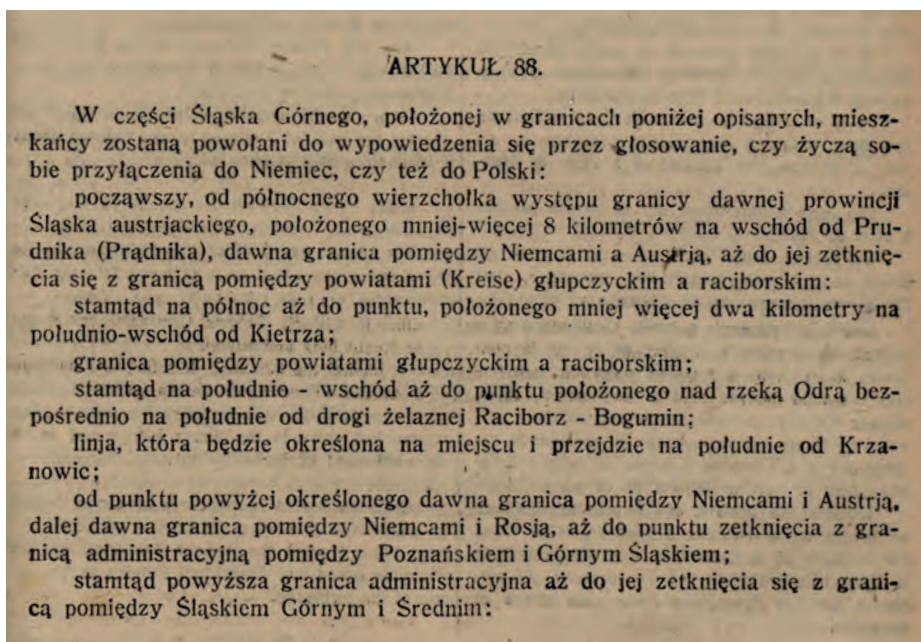 ARTYKUŁ 88.
W części Śląska Górnego, położonej w granicach poniżej opisanych, miesz-
kańcy zostaną powołani do wypowiedzenia się przez głosowanie, czy życzą so-
bie przyłączenia do Niemiec, czy też do Polski:
począwszy, od północnego wierzchołka występu granicy dawnej prowincji
Śląska austrjackiego, położonego mniej-więcej 8 kilometrów na wschód od Pru-
dnika (Prądnika), dawna granica pomiędzy Niemcami a Austrją, aż do jej zetknię-
cia się z granicą pomiędzy powiatami (Kreise) głupczyckim a raciborskim:
stamtąd na północ aż do punktu, położonego mniej więcej dwa kilometry na
południo-wschód od Kietrza;
granica pomiędzy powiatami głupczyckim a raciborskim;
stamtąd na południo - wschód aż do punktu położonego nad rzeką Odrą bez-
pośrednio na południe od drogi żelaznej Raciborz - Bogumin;
linja, która będzie określona na miejscu i przejdzie na południe od Krza-
nowic;
od punktu powyżej określonego dawna granica pomiędzy Niemcami i Austrją,
dalej dawna granica pomiędzy Niemcami i Rosją, aż do punktu zetknięcia z gra-
nicą administracyjną pomiędzy Poznańskiem i Górnym Śląskiem;
stamtąd powyższa granica administracyjna aż do jej zetknięcia się z grani-
cą pomiędzy Śląskiem Górnym i Średnim: